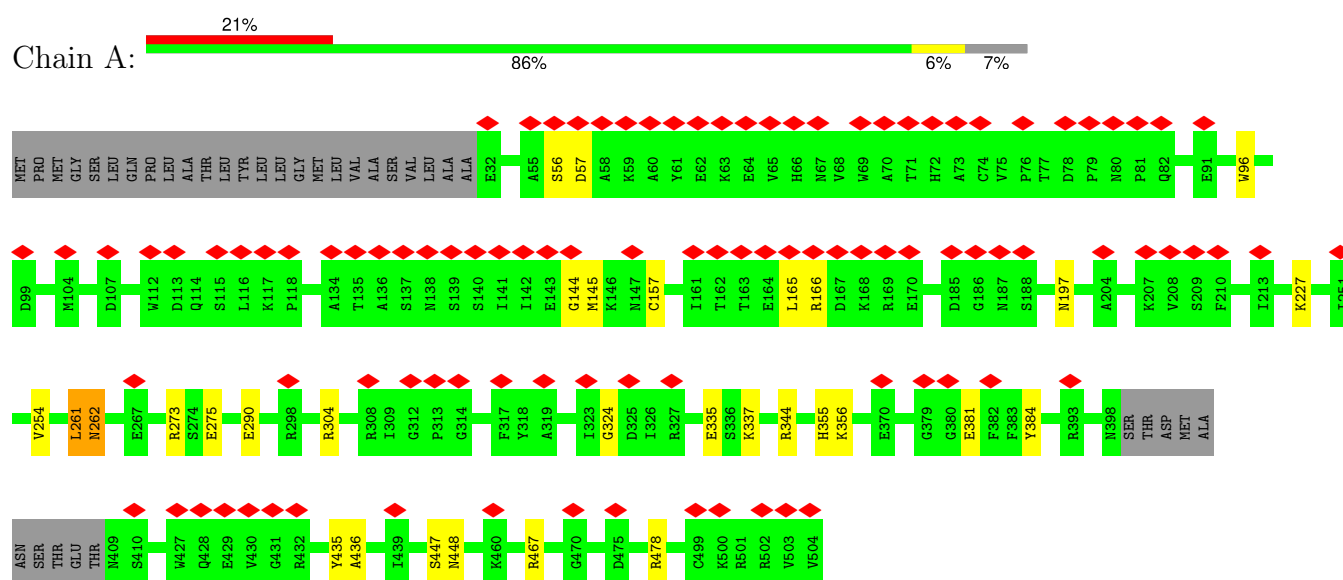 21%
Chain A:
86% 6% 7%
MET PRO MET GLY SER LEU GLN PRO LEU ALA THR LEU TYR LEU LEU GLY MET LEU VAL ALA SER VAL LEU ALA ALA E32 A55 S56 D57 A58 K59 A60 Y61 E62 K63 E64 V65 H66 N67 V68 W69 A70 T71 H72 A73 C74 V75 P76 T77 D78 P79 N80 P81 Q82 E91 W96
D99 M104 D107 W112 D113 Q114 S115 L116 K117 P118 A134 T135 A136 S137 N138 S139 S140 I141 I142 E143 G144 M145 K146 N147 C157 I161 T162 T163 E164 L165 R166 D167 K168 R169 E170 D185 G186 N187 S188 N197 A204 K207 V208 S209 F210 I213 K227
V254 L261 N262 E267 R273 S274 E275 E290 R298 R304 R308 I309 G312 P313 G314 F317 Y318 A319 I323 G324 D325 I326 R327 E335 S336 K337 R344 H355 K356 E370 G379 G380 E381 F382 F383 Y384 R393 N398 SER THR ASP MET ALA
ASN SER THR GLU THR N409 S410 W427 Q428 E429 V430 G431 R432 Y435 A436 I439 S447 N448 K460 R467 G470 D475 R478 C499 K500 R501 R502 V503 V504